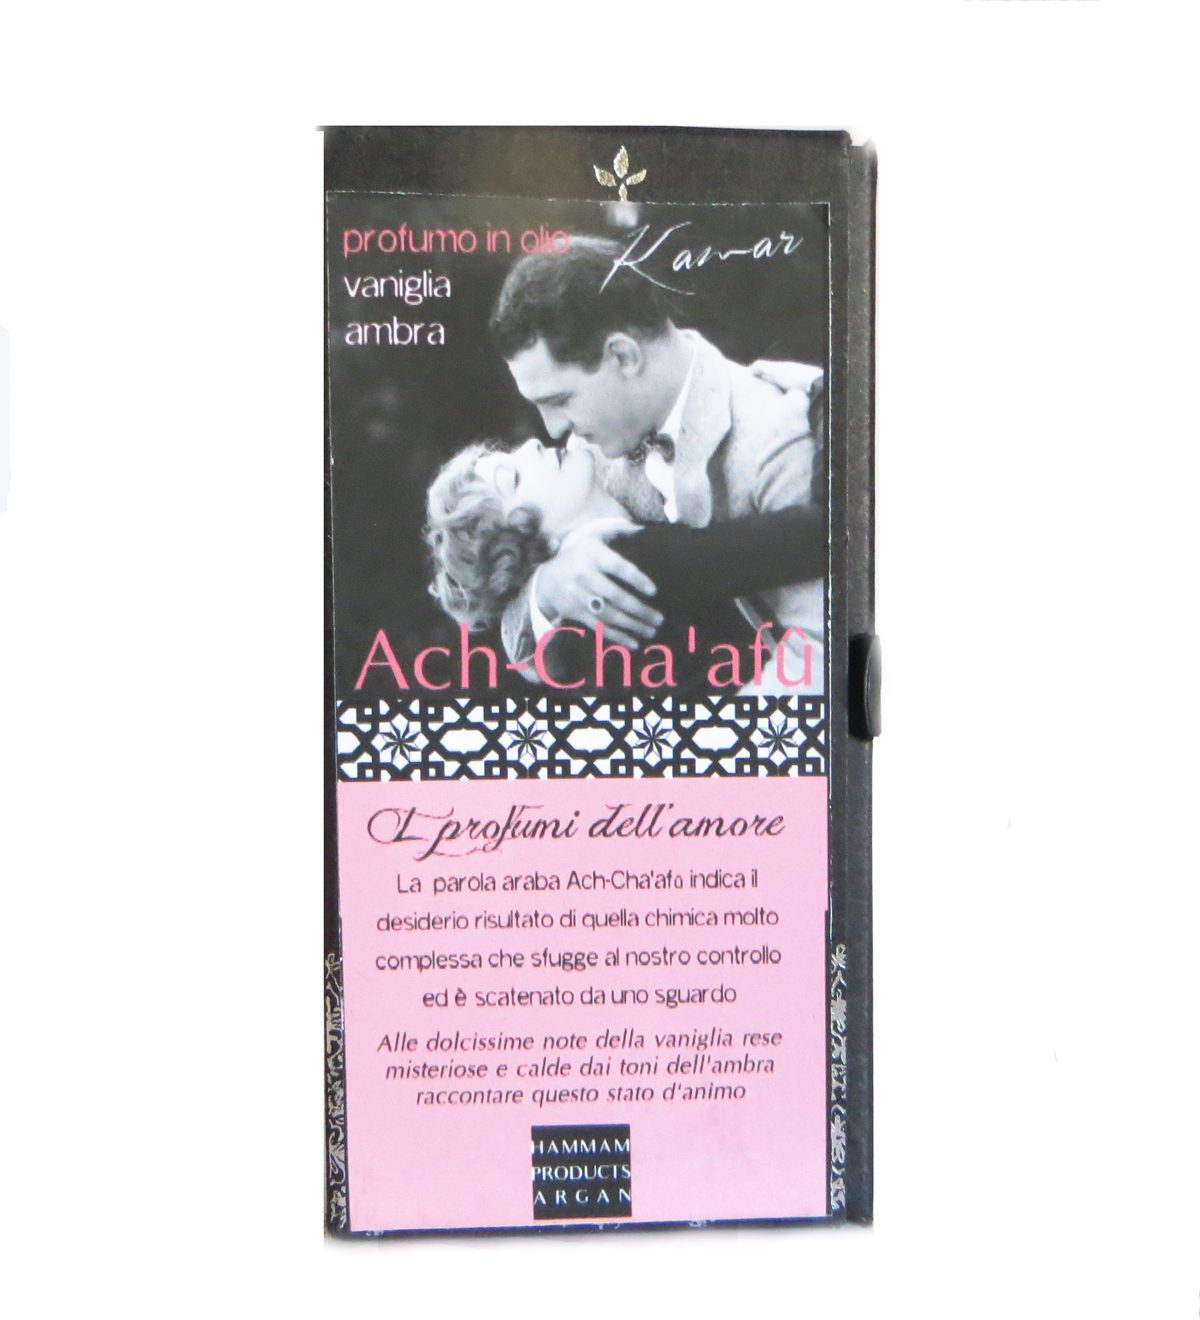 profumo in olio
vaniglia
ambra
Kamar
Ach-Cha'afû
I profumi dell'amore
La parola araba Ach-Cha'afû indica il
desiderio risultato di quella chimica molto
complessa che sfugge al nostro controllo
ed è scatenato da uno sguardo
Alle dolcissime note della vaniglia rese
misteriose e calde dai toni dell'ambra
raccontare questo stato d'animo
HAMMAM
PRODUCTS
ARGAN